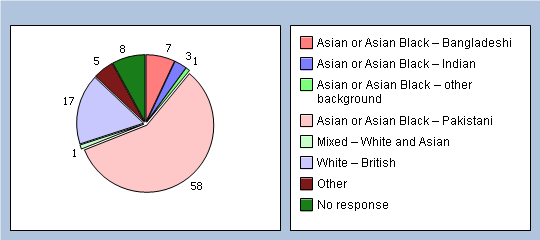 8
7
3
1
5
17
1
58
Asian or Asian Black – Bangladeshi
Asian or Asian Black – Indian
Asian or Asian Black – other
background
Asian or Asian Black – Pakistani
Mixed – White and Asian
White – British
Other
No response